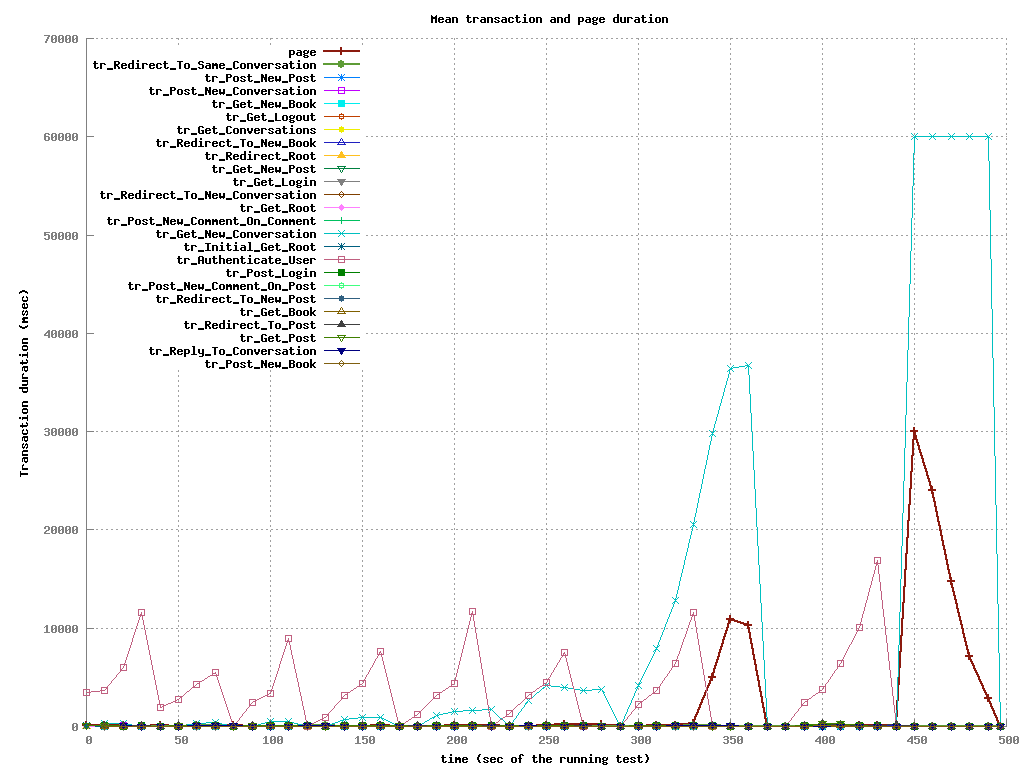 Mean transaction and page duration
70000
60000
50000
40000
30000
20000
10000
0
Transaction duration (msec)
page
tr_Redirect_To_Same_Conversation
tr_Post_New_Post
tr_Post_New_Conversation
tr_Get_New_Book
tr_Get_Logout
tr_Get_Conversations
tr_Redirect_To_New_Book
tr_Redirect_Root
tr_Get_New_Post
tr_Get_Login
tr_Redirect_To_New_Conversation
tr_Get_Root
tr_Post_New_Comment_On_Comment
tr_Get_New_Conversation
tr_Initial_Get_Root
tr_Authenticate_User
tr_Post_Login
tr_Post_New_Comment_On_Post
tr_Redirect_To_New_Post
tr_Get_Book
tr_Redirect_To_Post
tr_Get_Post
tr_Reply_To_Conversation
tr_Post_New_Book
0 50 100 150 200 250 300 350 400 450 500
time (sec of the running test)